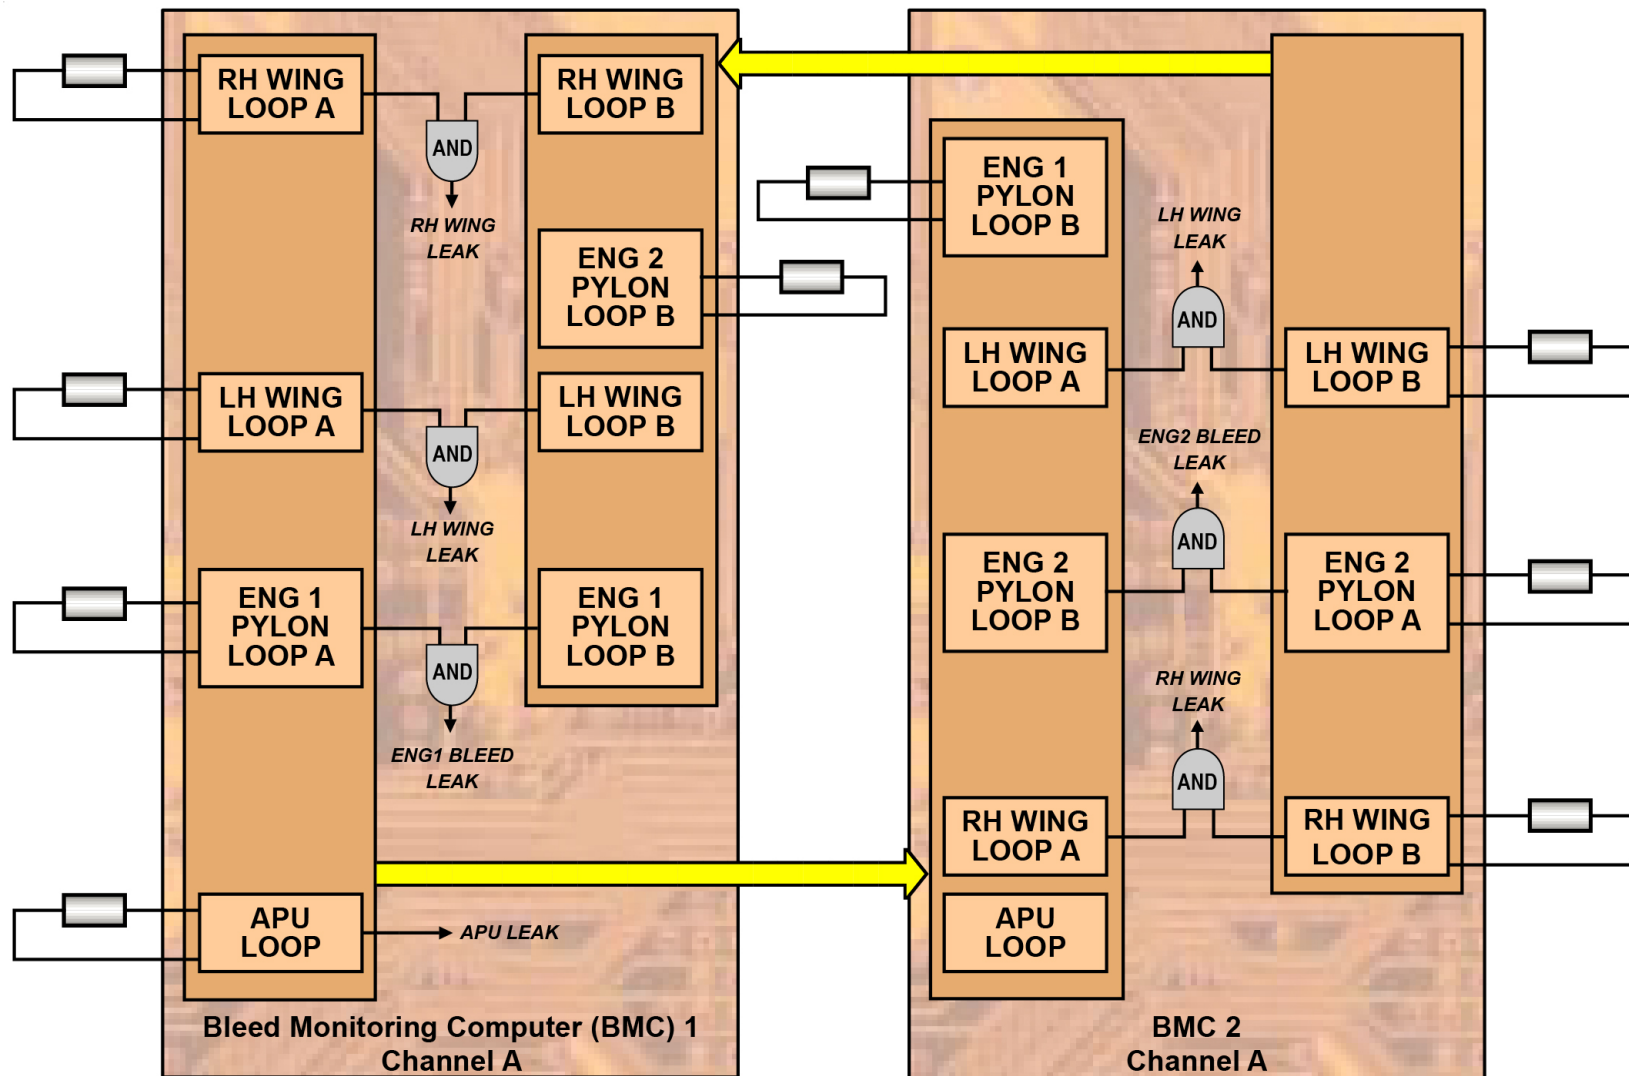 RH WING
LOOP A
AND
RH WING
LEAK
RH WING
LOOP B
ENG 2
PYLON
LOOP B
LH WING
LOOP A
AND
LH WING
LEAK
LH WING
LOOP B
ENG 1
PYLON
LOOP A
AND
ENG1 BLEED
LEAK
ENG 1
PYLON
LOOP B
APU
LOOP
APU LEAK
Bleed Monitoring Computer (BMC) 1
Channel A
ENG 1
PYLON
LOOP B
LH WING
LEAK
AND
LH WING
LOOP A
LH WING
LOOP B
ENG2 BLEED
LEAK
AND
ENG 2
PYLON
LOOP B
ENG 2
PYLON
LOOP A
RH WING
LEAK
AND
RH WING
LOOP A
RH WING
LOOP B
APU
LOOP
BMC 2
Channel A